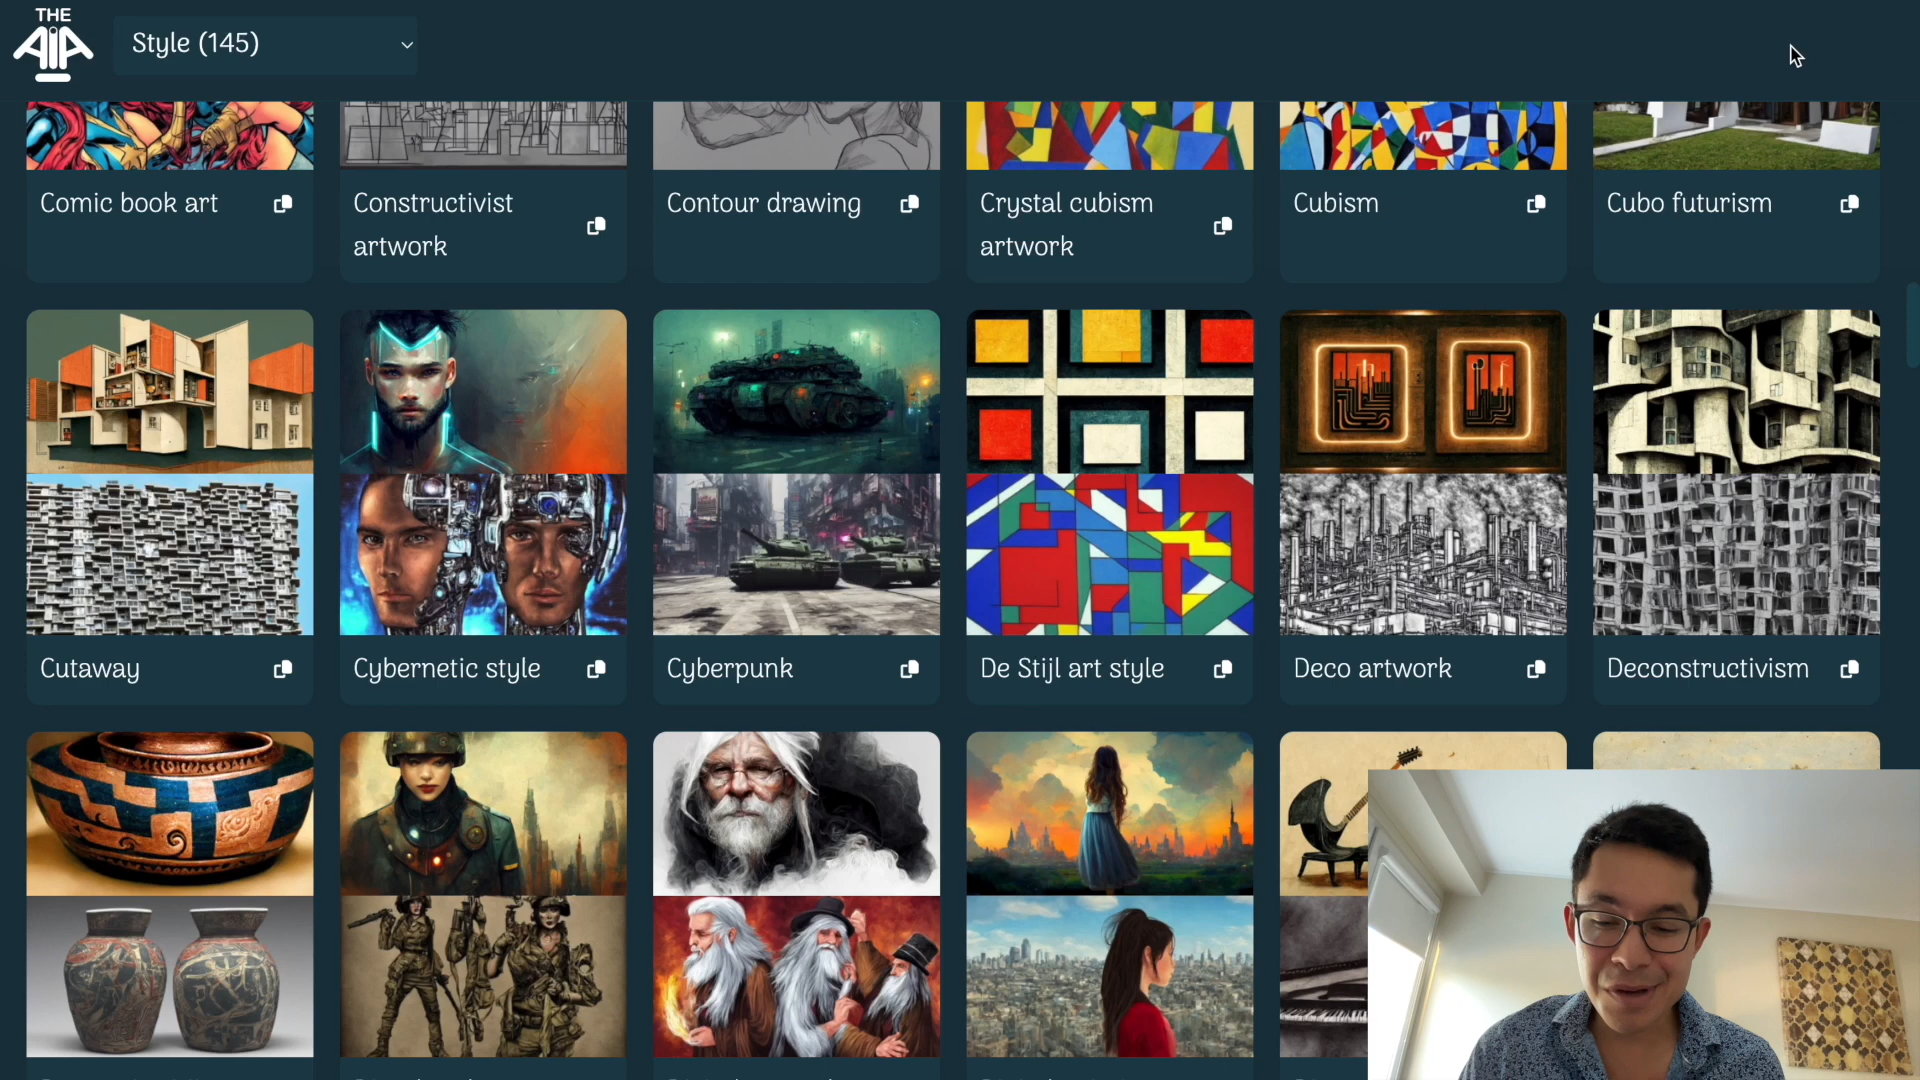 THE
AIA
Style (145)
Comic book art
Constructivist
artwork
Contour drawing
Crystal cubism
artwork
Cubism
Cubo futurism
Cutaway
Cybernetic style
Cyberpunk
De Stijl art style
Deco artwork
Deconstructivism